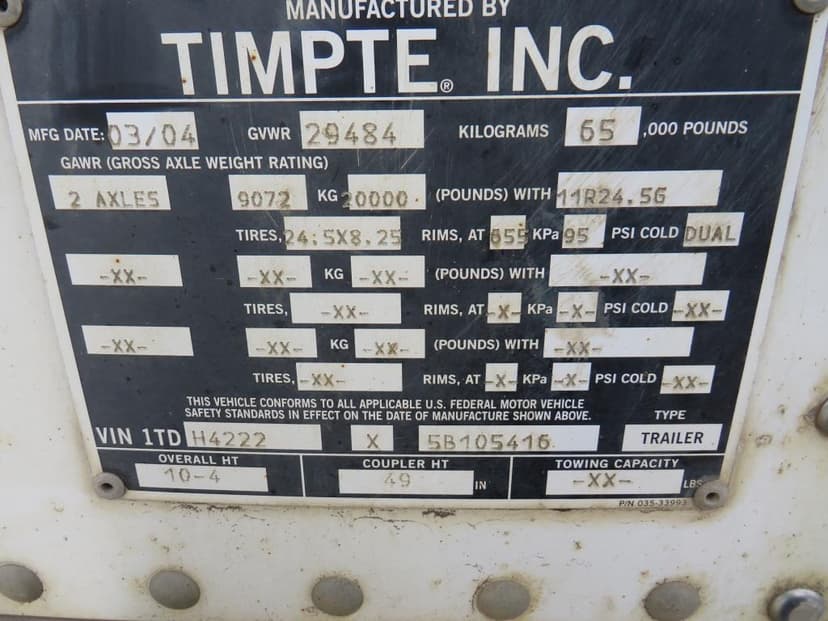 MANUFACTURED BY
TIMPTE® INC.
MFG DATE: 03/04 GVWR 29484 KILOGRAMS 65 ,000 POUNDS
GAWR (GROSS AXLE WEIGHT RATING)
2 AXLES 9072 KG 20000 (POUNDS) WITH 11R24.5G
TIRES, 24.5X8.25 RIMS, AT 655 KPa 95 PSI COLD DUAL
-XX- -XX- KG -XX- (POUNDS) WITH -XX-
TIRES, -XX- RIMS, AT -X- KPa -X- PSI COLD -XX-
-XX- -XX- KG -XX- (POUNDS) WITH -XX-
TIRES, -XX- RIMS, AT -X- KPa -X- PSI COLD -XX-
THIS VEHICLE CONFORMS TO ALL APPLICABLE U.S. FEDERAL MOTOR VEHICLE
SAFETY STANDARDS IN EFFECT ON THE DATE OF MANUFACTURE SHOWN ABOVE. TYPE
VIN 1TD H4222 X 5B105416 TRAILER
OVERALL HT COUPLER HT TOWING CAPACITY
10-4 49 IN -XX- LBS
P/N 035-33993